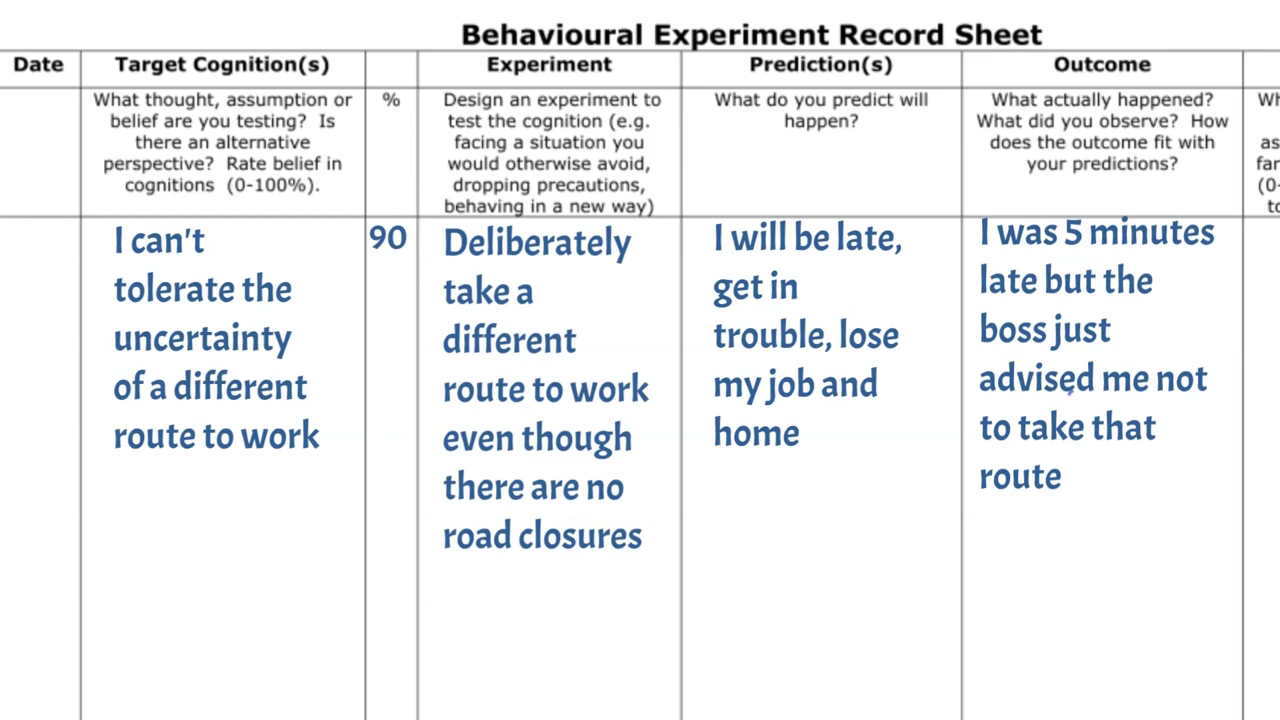 Behavioural Experiment Record Sheet
Date
Target Cognition(s)
Experiment
Prediction(s)
Outcome
What thought, assumption or
belief are you testing? Is
there an alternative
perspective? Rate belief in
cognitions (0-100%).
%
Design an experiment to
test the cognition (e.g.
facing a situation you
would otherwise avoid,
dropping precautions,
behaving in a new way)
What do you predict will
happen?
What actually happened?
What did you observe? How
does the outcome fit with
your predictions?
I can't
tolerate the
uncertainty
of a different
route to work
90
Deliberately
take a
different
route to work
even though
there are no
road closures
I will be late,
get in
trouble, lose
my job and
home
I was 5 minutes
late but the
boss just
advised me not
to take that
route